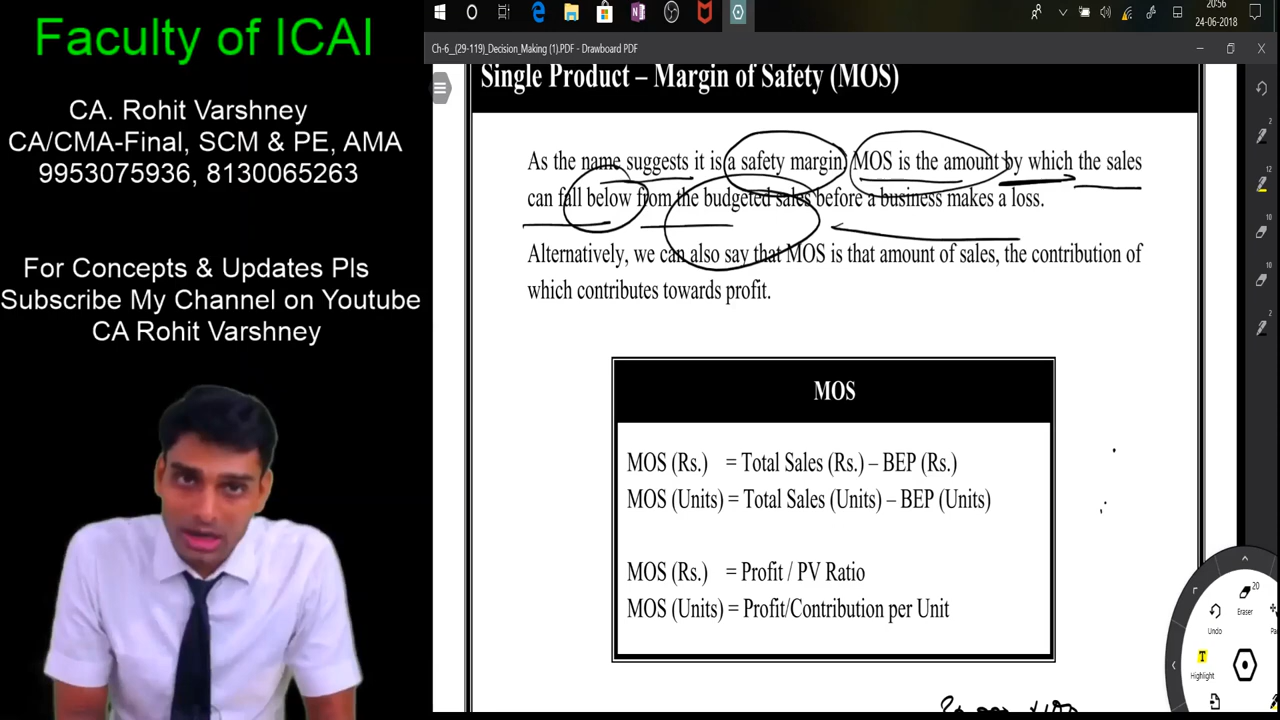 Faculty of ICAI
CA. Rohit Varshney
CA/CMA-Final, SCM & PE, AMA
9953075936, 8130065263
For Concepts & Updates Pls
Subscribe My Channel on Youtube
CA Rohit Varshney
20:56
24-06-2018
Ch-6_(29-119)_Decision_Making (1).PDF - Drawboard PDF
Single Product – Margin of Safety (MOS)
As the name suggests it is a safety margin. MOS is the amount by which the sales
can fall below from the budgeted sales before a business makes a loss.
Alternatively, we can also say that MOS is that amount of sales, the contribution of
which contributes towards profit.
MOS
MOS (Rs.) = Total Sales (Rs.) – BEP (Rs.)
MOS (Units) = Total Sales (Units) – BEP (Units)
MOS (Rs.) = Profit / PV Ratio
MOS (Units) = Profit/Contribution per Unit
20
Eraser
Undo
T
Highlight